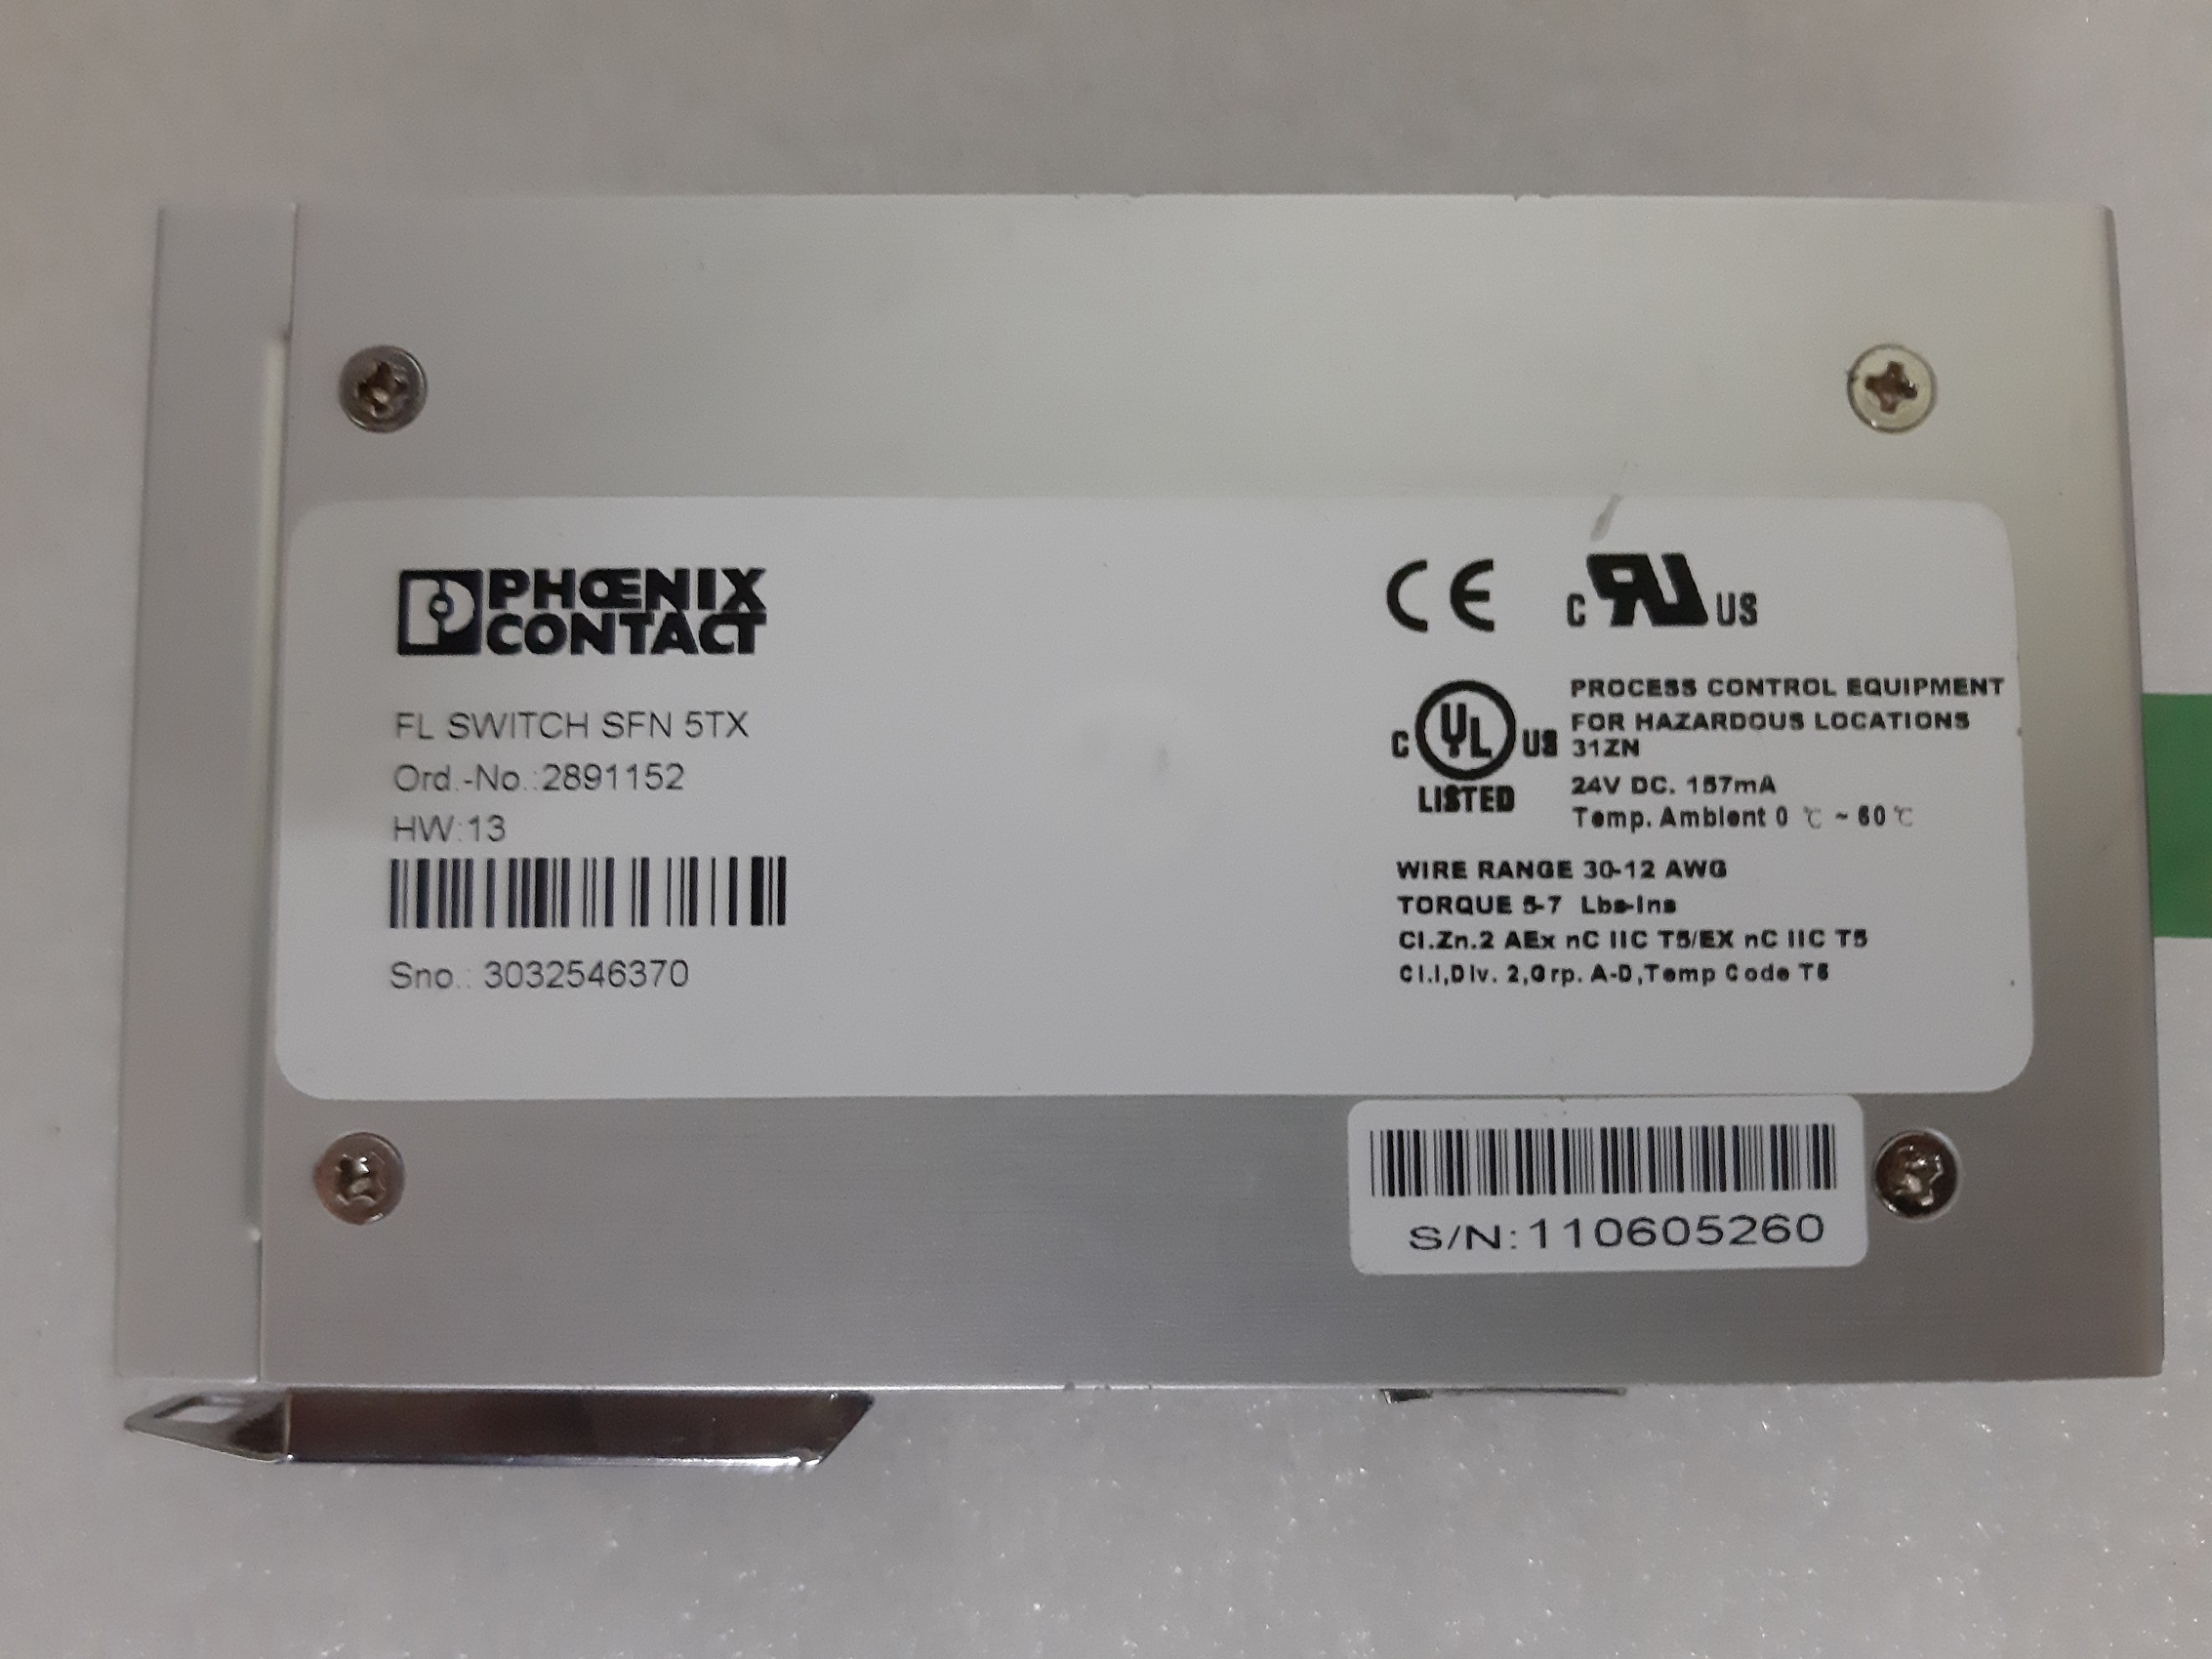 PHŒNIX
CONTACT
FL SWITCH SFN 5TX
Ord.-No.:2891152
HW:13
Sno.: 3032546370
CE
C RU US
C UL US
LISTED
PROCESS CONTROL EQUIPMENT
FOR HAZARDOUS LOCATIONS
31ZN
24V DC. 157mA
Temp. Ambient 0 ℃ ~ 60 ℃
WIRE RANGE 30-12 AWG
TORQUE 5-7 Lbs-Ins
Cl.Zn.2 AEx nC IIC T5/EX nC IIC T5
Cl.I,Div. 2,Grp. A-D,Temp Code T5
S/N:110605260